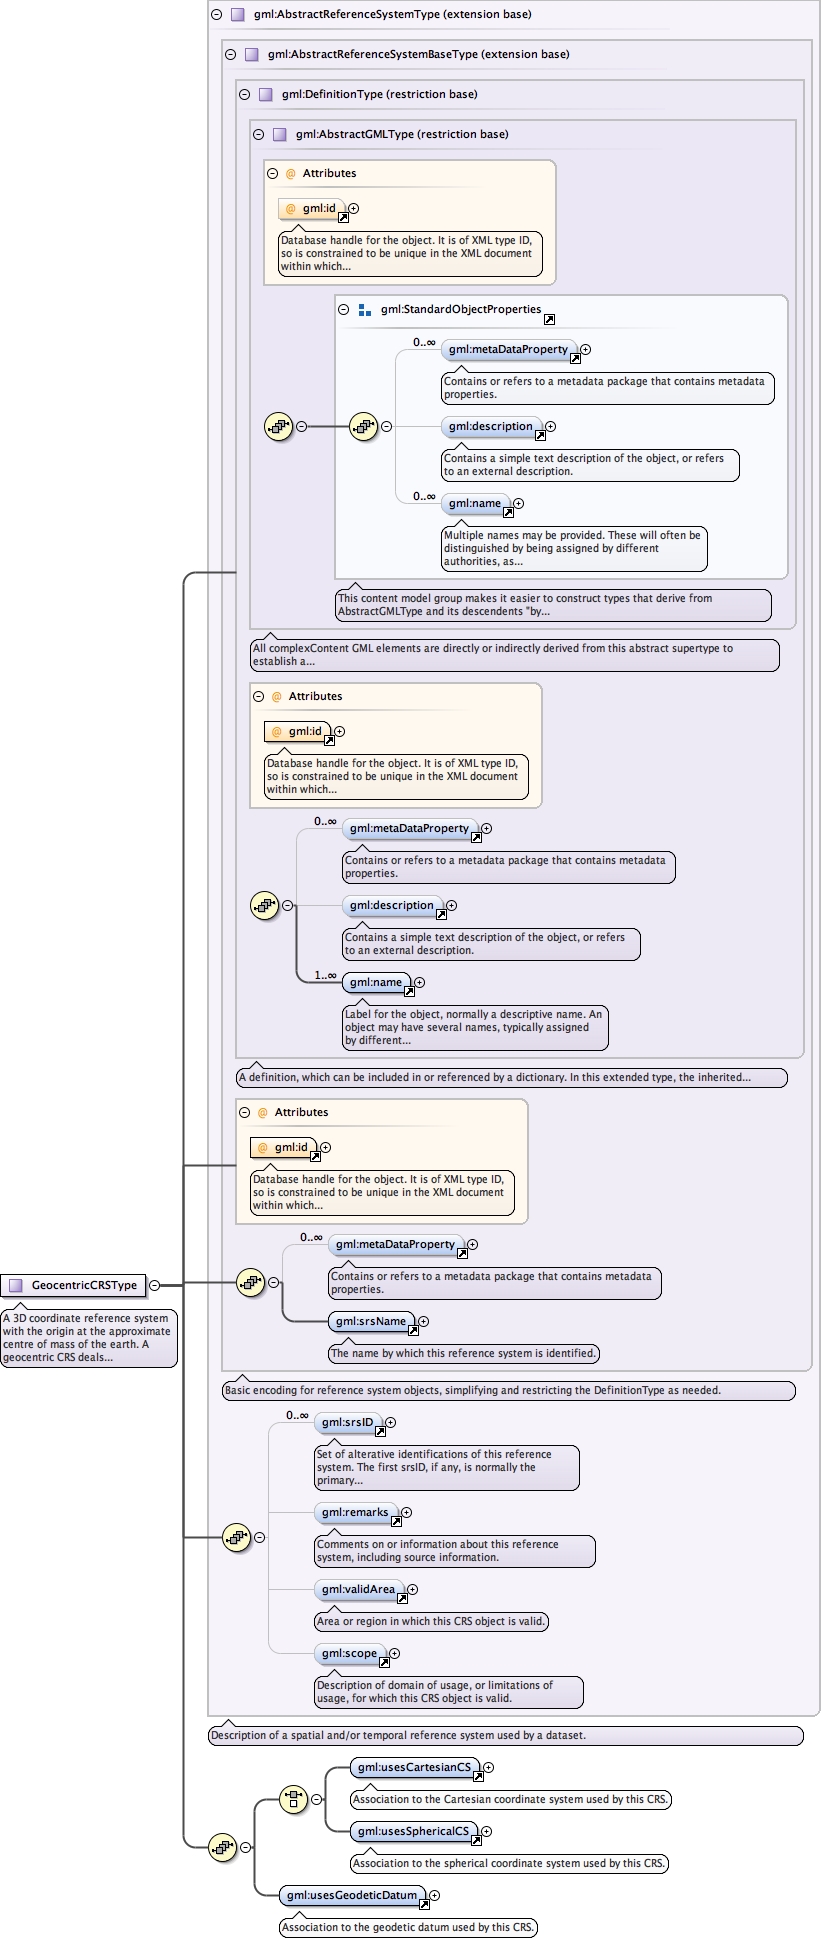 gml:AbstractReferenceSystemType (extension base)
gml:AbstractReferenceSystemBaseType (extension base)
gml:DefinitionType (restriction base)
gml:AbstractGMLType (restriction base)
@ Attributes
@ gml:id
Database handle for the object. It is of XML type ID,
so is constrained to be unique in the XML document
within which...
gml:StandardObjectProperties
0..∞
gml:metaDataProperty
Contains or refers to a metadata package that contains metadata
properties.
gml:description
Contains a simple text description of the object, or refers
to an external description.
0..∞
gml:name
Multiple names may be provided. These will often be
distinguished by being assigned by different
authorities, as...
This content model group makes it easier to construct types that derive from
AbstractGMLType and its descendents "by...
All complexContent GML elements are directly or indirectly derived from this abstract supertype to
establish a...
@ Attributes
@ gml:id
Database handle for the object. It is of XML type ID,
so is constrained to be unique in the XML document
within which...
0..∞
gml:metaDataProperty
Contains or refers to a metadata package that contains metadata
properties.
gml:description
Contains a simple text description of the object, or refers
to an external description.
1..∞
gml:name
Label for the object, normally a descriptive name. An
object may have several names, typically assigned
by different...
A definition, which can be included in or referenced by a dictionary. In this extended type, the inherited...
@ Attributes
@ gml:id
Database handle for the object. It is of XML type ID,
so is constrained to be unique in the XML document
within which...
0..∞
gml:metaDataProperty
Contains or refers to a metadata package that contains metadata
properties.
gml:srsName
The name by which this reference system is identified.
GeocentricCRSType
A 3D coordinate reference system
with the origin at the approximate
centre of mass of the earth. A
geocentric CRS deals...
Basic encoding for reference system objects, simplifying and restricting the DefinitionType as needed.
0..∞
gml:srsID
Set of alterative identifications of this reference
system. The first srsID, if any, is normally the
primary...
gml:remarks
Comments on or information about this reference
system, including source information.
gml:validArea
Area or region in which this CRS object is valid.
gml:scope
Description of domain of usage, or limitations of
usage, for which this CRS object is valid.
Description of a spatial and/or temporal reference system used by a dataset.
gml:usesCartesianCS
Association to the Cartesian coordinate system used by this CRS.
gml:usesSphericalCS
Association to the spherical coordinate system used by this CRS.
gml:usesGeodeticDatum
Association to the geodetic datum used by this CRS.